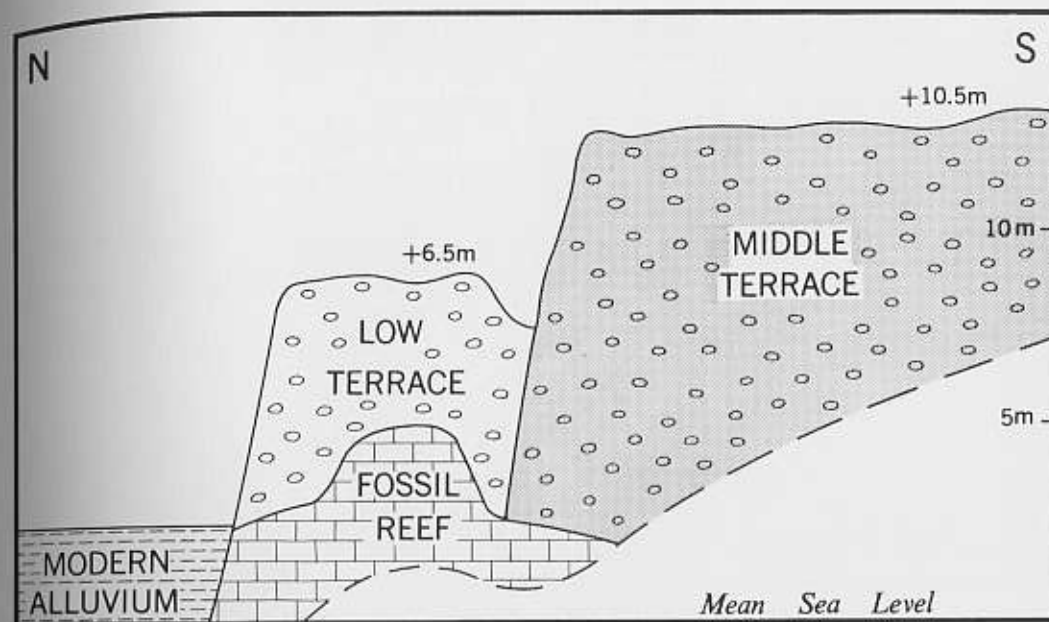 N
S
+10.5m
10m
MIDDLE
TERRACE
+6.5m
LOW
TERRACE
5m
FOSSIL
REEF
MODERN
ALLUVIUM
Mean Sea Level